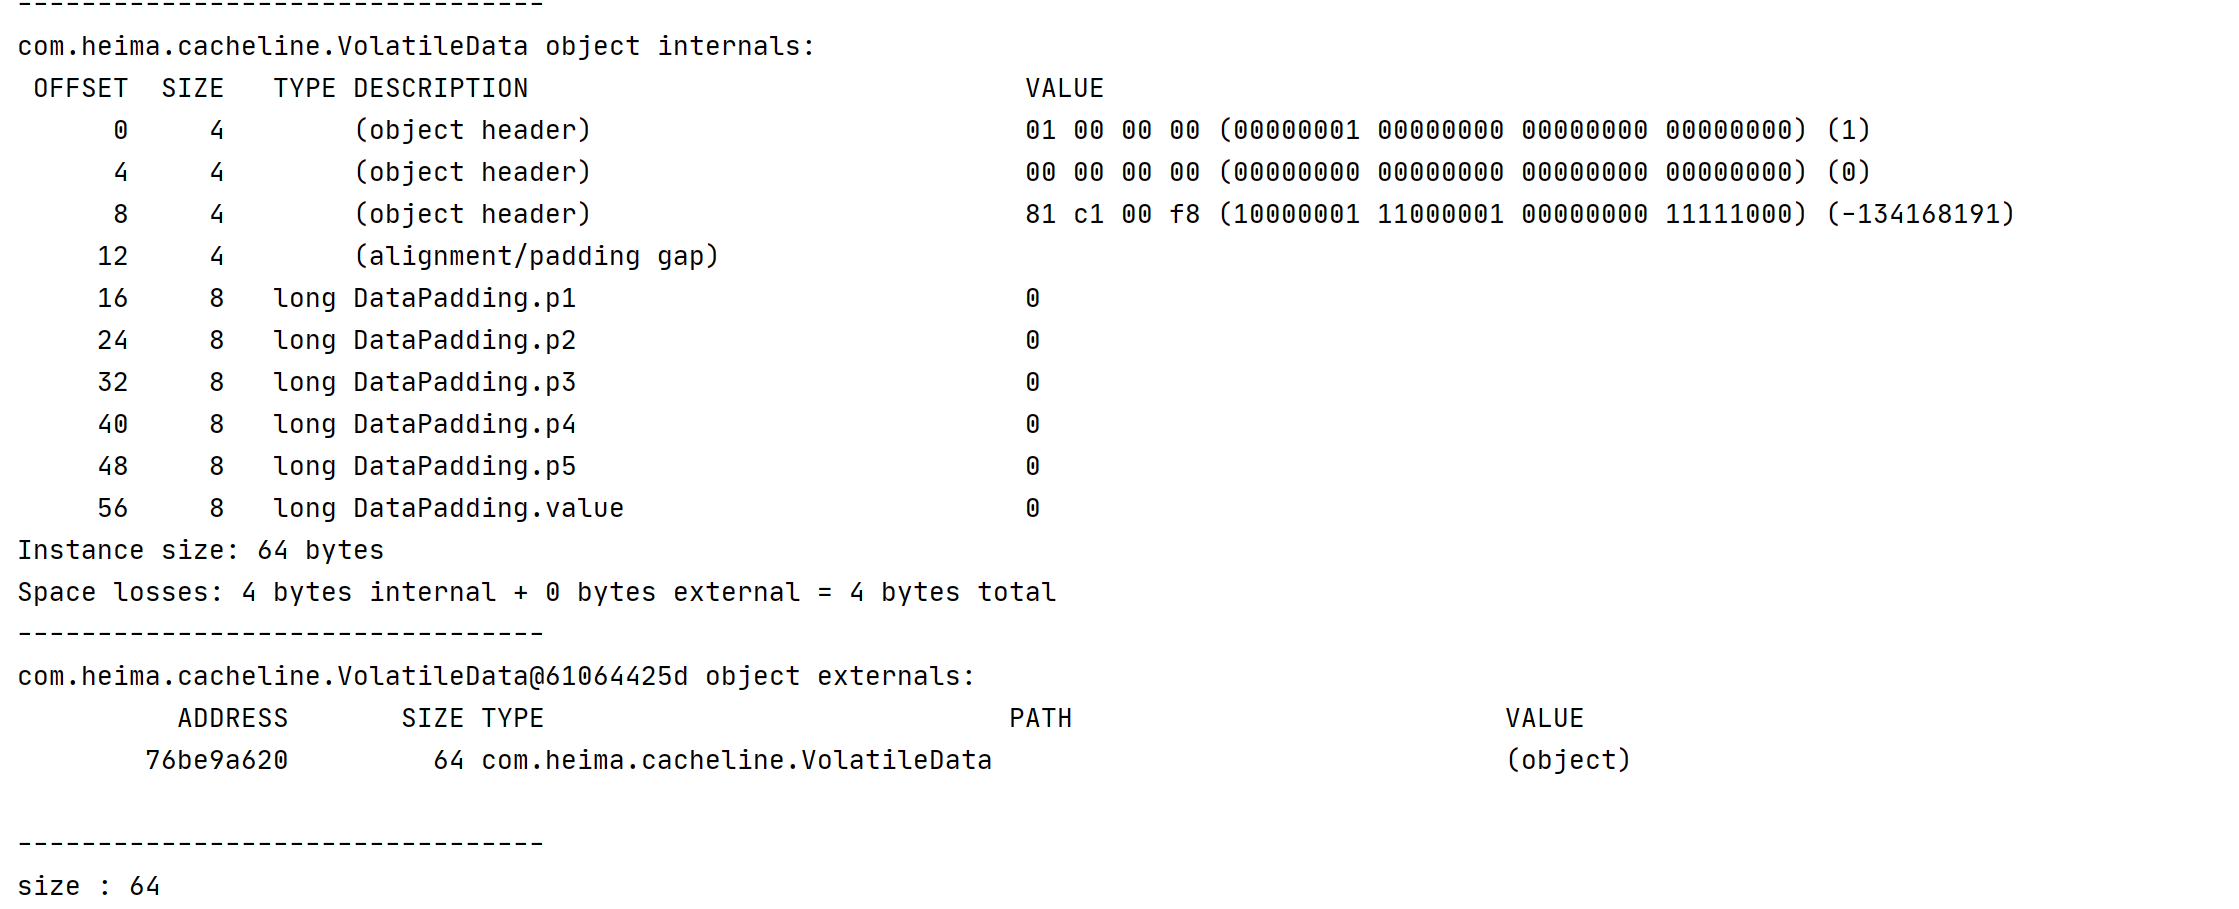 ---------------------------------
com.heima.cacheline.VolatileData object internals:
 OFFSET  SIZE   TYPE DESCRIPTION                               VALUE
      0     4        (object header)                           01 00 00 00 (00000001 00000000 00000000 00000000) (1)
      4     4        (object header)                           00 00 00 00 (00000000 00000000 00000000 00000000) (0)
      8     4        (object header)                           81 c1 00 f8 (10000001 11000001 00000000 11111000) (-134168191)
     12     4        (alignment/padding gap)
     16     8   long DataPadding.p1                            0
     24     8   long DataPadding.p2                            0
     32     8   long DataPadding.p3                            0
     40     8   long DataPadding.p4                            0
     48     8   long DataPadding.p5                            0
     56     8   long DataPadding.value                         0
Instance size: 64 bytes
Space losses: 4 bytes internal + 0 bytes external = 4 bytes total
---------------------------------
com.heima.cacheline.VolatileData@61064425d object externals:
          ADDRESS       SIZE TYPE                             PATH                           VALUE
        76be9a620         64 com.heima.cacheline.VolatileData                                (object)
---------------------------------
size : 64